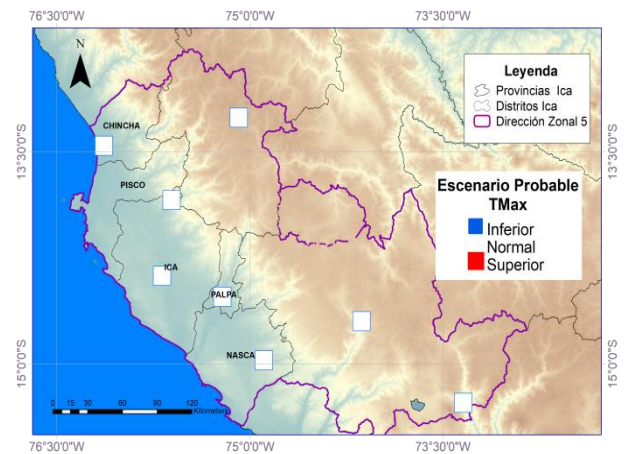 76°30'0"W 75°0'0"W 73°30'0"W
N
Leyenda
Provincias Ica
Distritos Ica
Dirección Zonal 5
CHINCHA
13°30'0"S 13°30'0"S
PISCO
Escenario Probable
TMax
Inferior
Normal
Superior
ICA
PALPA
NASCA
15°0'0"S 15°0'0"S
0 15 30 60 90 120
Kilometers
76°30'0"W 75°0'0"W 73°30'0"W